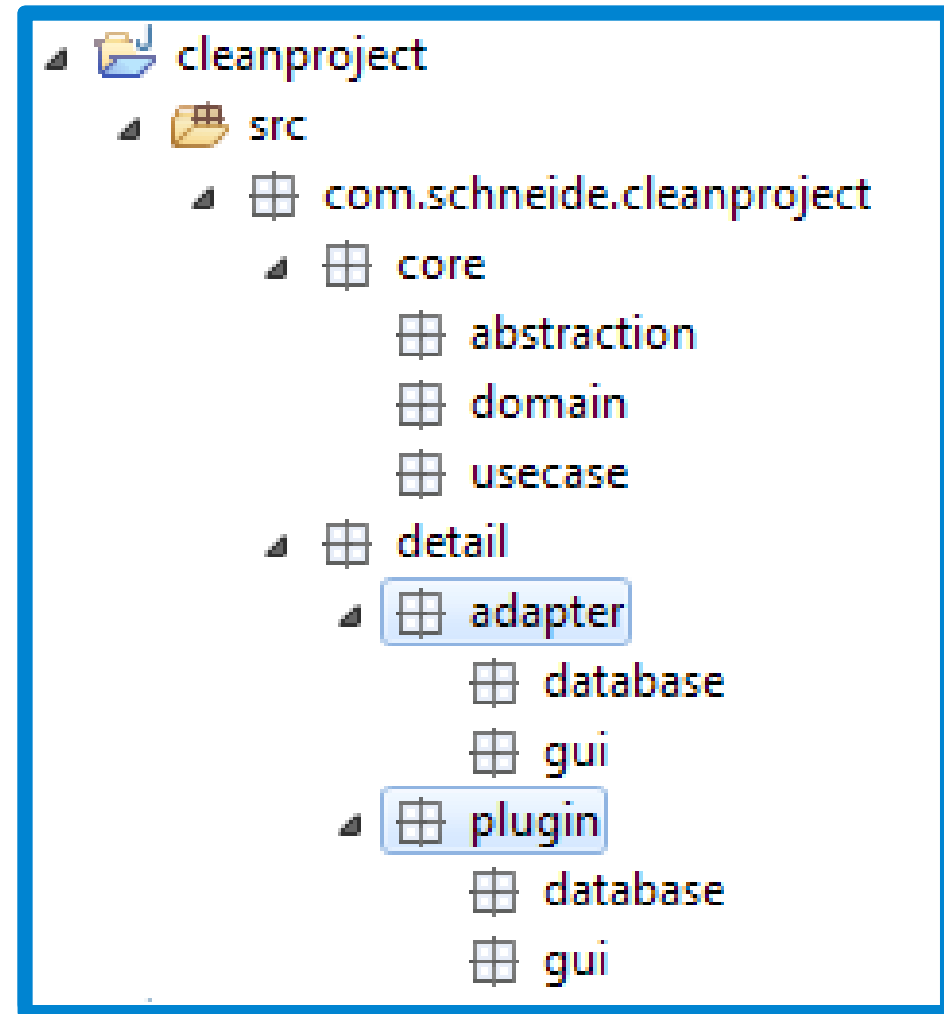 cleanproject
src
com.schneide.cleanproject
core
abstraction
domain
usecase
detail
adapter
database
gui
plugin
database
gui